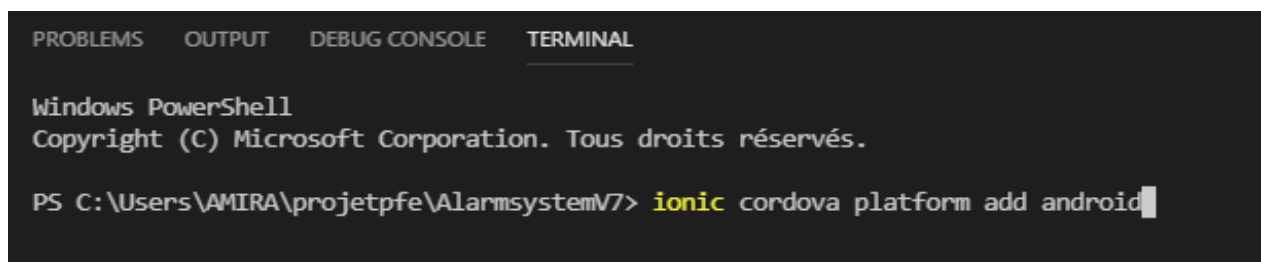 PROBLEMS OUTPUT DEBUG CONSOLE TERMINAL
Windows PowerShell
Copyright (C) Microsoft Corporation. Tous droits réservés.
PS C:\Users\AMIRA\projetpfe\AlarmsystemV7> ionic cordova platform add android